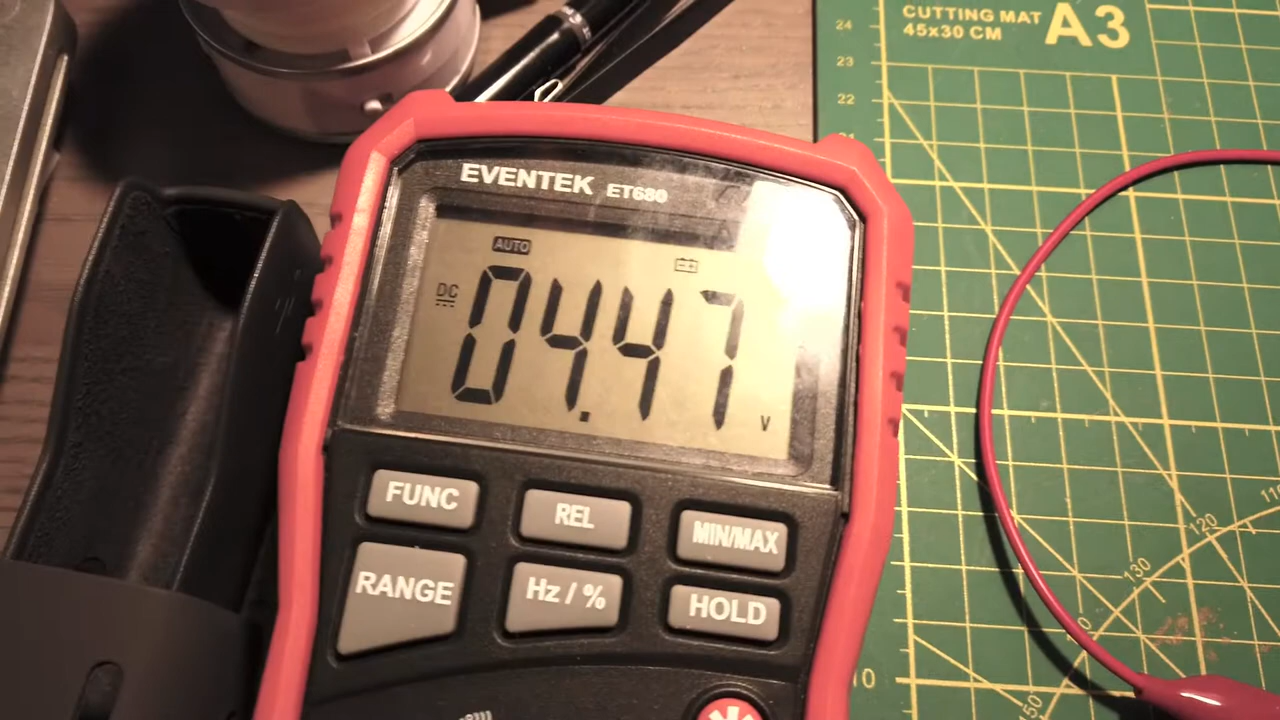 24
CUTTING MAT A3
45x30 CM
23
22
EVENTEK ET680
AUTO
DC
04.47
V
FUNC
REL
MIN/MAX
RANGE
Hz / %
HOLD
110
120
130
150